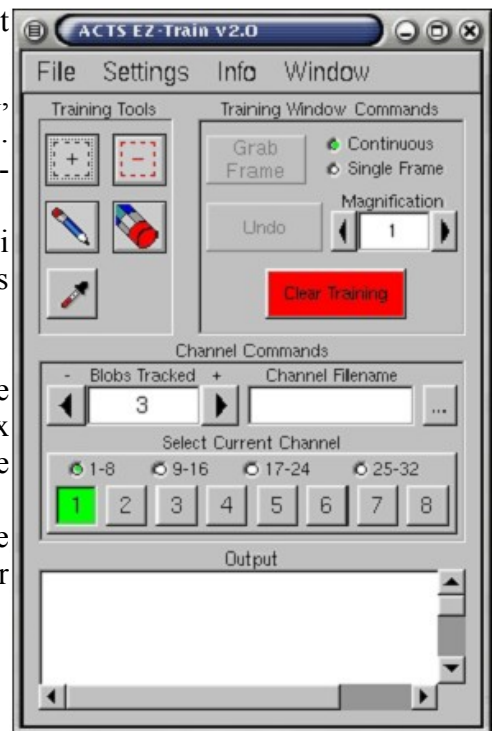 ACTS EZ-Train v2.0
File Settings Info Window
Training Tools
Training Window Commands
Grab Frame
Continuous
Single Frame
Undo
Magnification
1
Clear Training
Channel Commands
- Blobs Tracked +
Channel Filename
3
...
Select Current Channel
1-8 9-16 17-24 25-32
1 2 3 4 5 6 7 8
Output